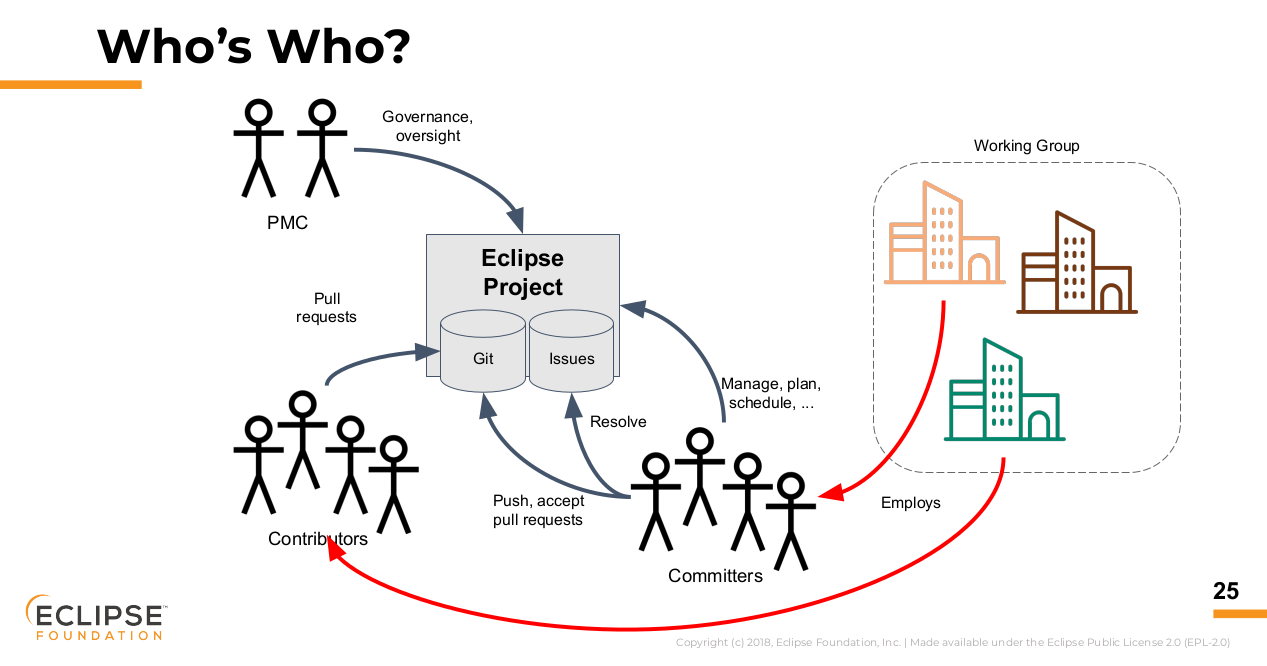 Who’s Who?
Governance,
oversight
PMC
Working Group
Eclipse
Project
Pull
requests
Git
Issues
Manage, plan,
schedule, ...
Resolve
Push, accept
pull requests
Employs
Contributors
Committers
25
ECLIPSE™
FOUNDATION
Copyright (c) 2018, Eclipse Foundation, Inc. | Made available under the Eclipse Public License 2.0 (EPL-2.0)